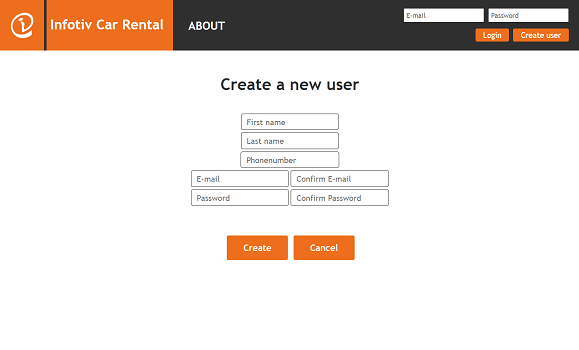 Infotiv Car Rental
ABOUT
E-mail Password
Login Create user
Create a new user
First name
Last name
Phonenumber
E-mail Confirm E-mail
Password Confirm Password
Create Cancel